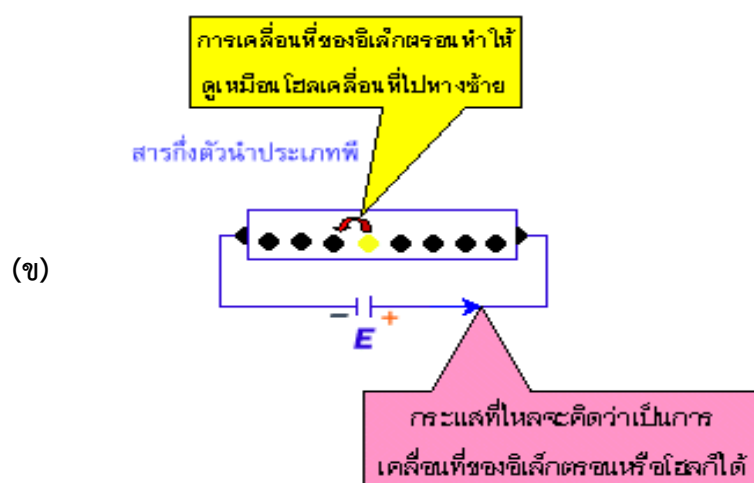 การเคลื่อนที่ของอิเล็กตรอนทำให้
ดูเหมือนโฮลเคลื่อนที่ไปทางซ้าย
สารกึ่งตัวนำประเภทพี
(ข)
− +
E
กระแสที่ไหลจะคิดว่าเป็นการ
เคลื่อนที่ของอิเล็กตรอนหรือโฮลก็ได้